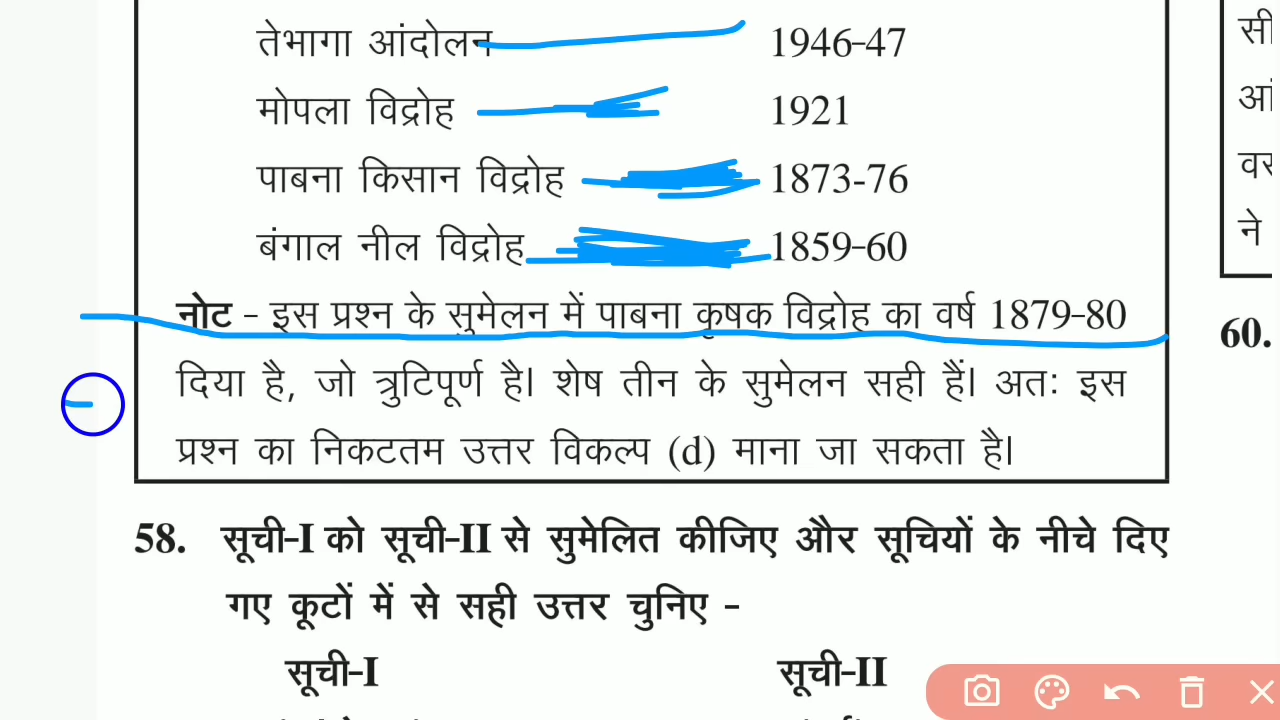 तेभागा आंदोलन 1946-47
मोपला विद्रोह 1921
पाबना किसान विद्रोह 1873-76
बंगाल नील विद्रोह 1859-60
नोट - इस प्रश्न के सुमेलन में पाबना कृषक विद्रोह का वर्ष 1879-80
दिया है, जो त्रुटिपूर्ण है। शेष तीन के सुमेलन सही हैं। अतः इस
प्रश्न का निकटतम उत्तर विकल्प (d) माना जा सकता है।
58. सूची-I को सूची-II से सुमेलित कीजिए और सूचियों के नीचे दिए
गए कूटों में से सही उत्तर चुनिए -
सूची-I सूची-II
ने
60.